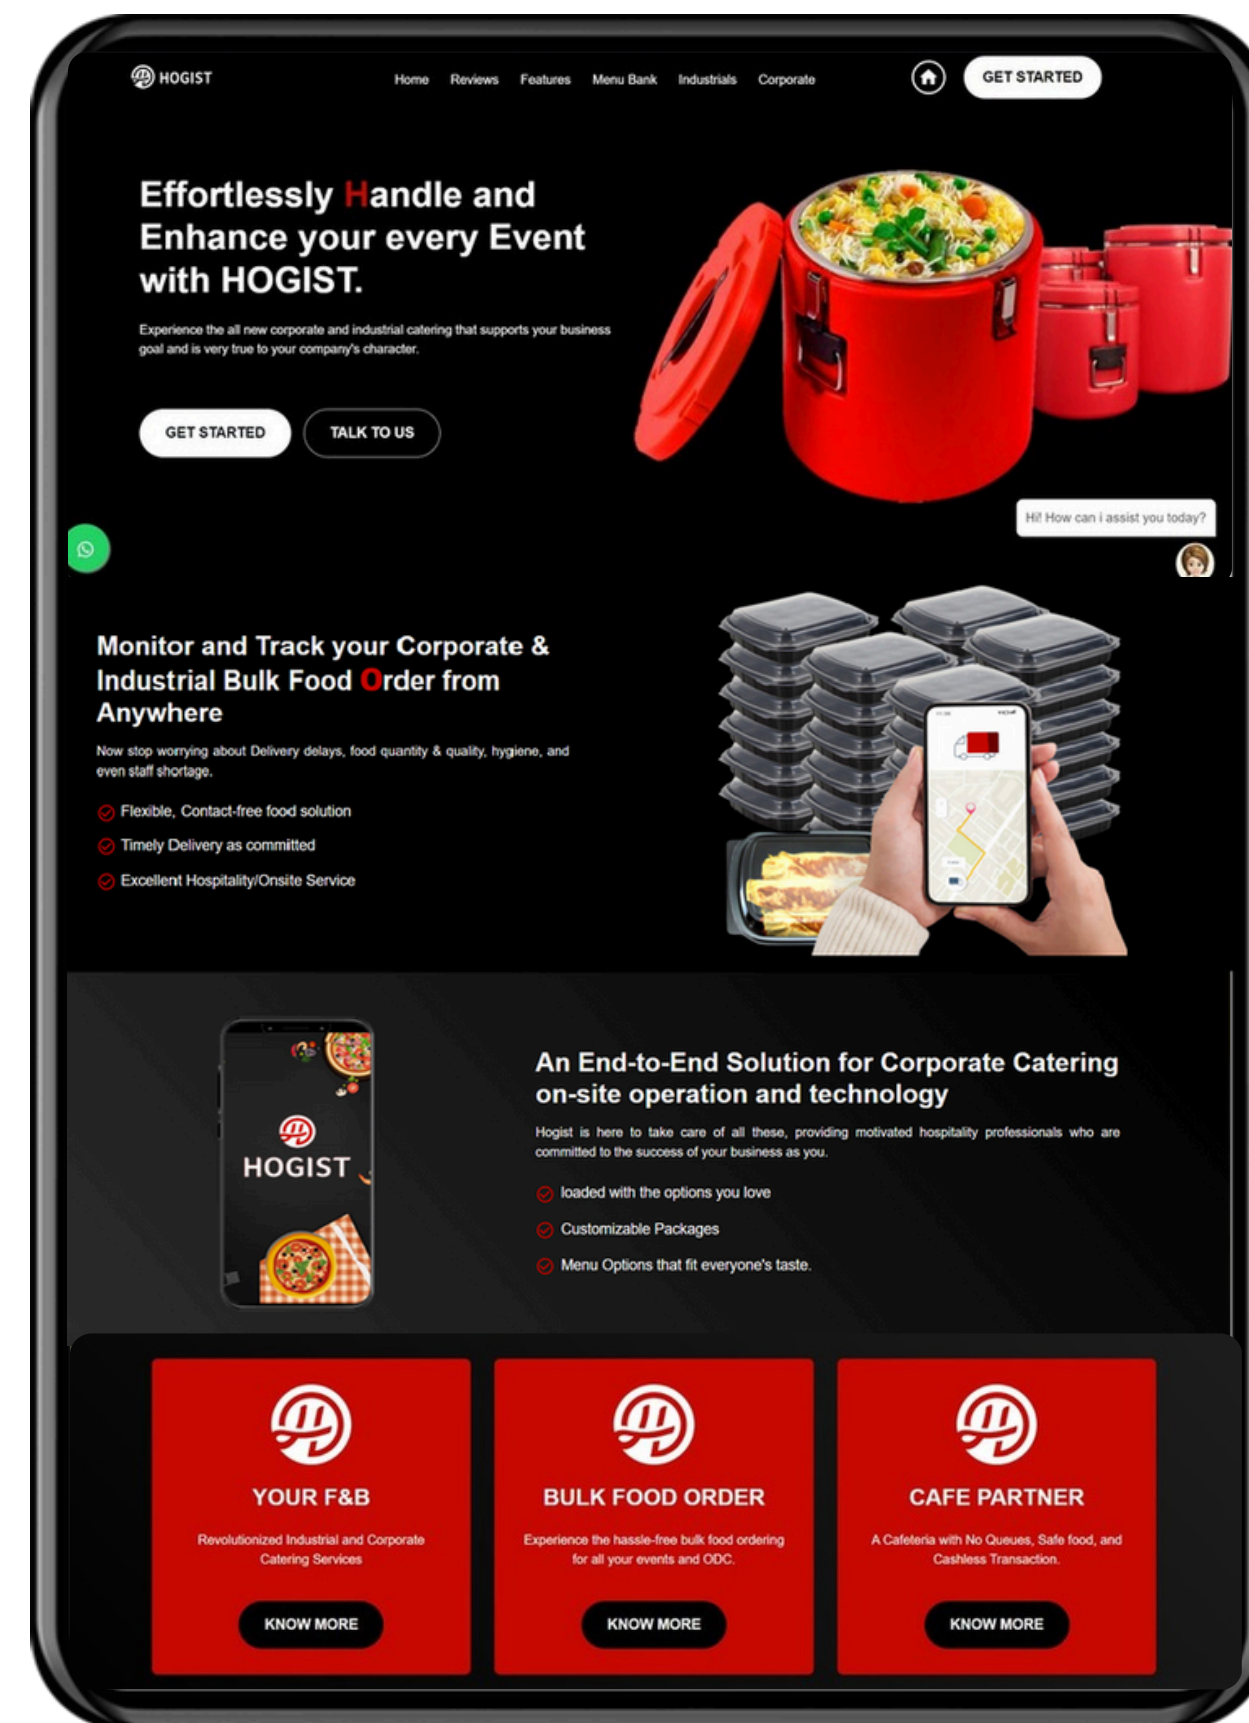 HOGIST
Home Reviews Features Menu Bank Industrials Corporate
GET STARTED
Effortlessly Handle and
Enhance your every Event
with HOGIST.
Experience the all new corporate and industrial catering that supports your business
goal and is very true to your company's character.
GET STARTED
TALK TO US
Hi! How can i assist you today?
Monitor and Track your Corporate &
Industrial Bulk Food Order from
Anywhere
Now stop worrying about Delivery delays, food quantity & quality, hygiene, and
even staff shortage.
Flexible, Contact-free food solution
Timely Delivery as committed
Excellent Hospitality/Onsite Service
HOGIST
An End-to-End Solution for Corporate Catering
on-site operation and technology
Hogist is here to take care of all these, providing motivated hospitality professionals who are
committed to the success of your business as you.
loaded with the options you love
Customizable Packages
Menu Options that fit everyone's taste.
YOUR F&B
Revolutionized Industrial and Corporate
Catering Services
KNOW MORE
BULK FOOD ORDER
Experience the hassle-free bulk food ordering
for all your events and ODC.
KNOW MORE
CAFE PARTNER
A Cafeteria with No Queues, Safe food, and
Cashless Transaction.
KNOW MORE